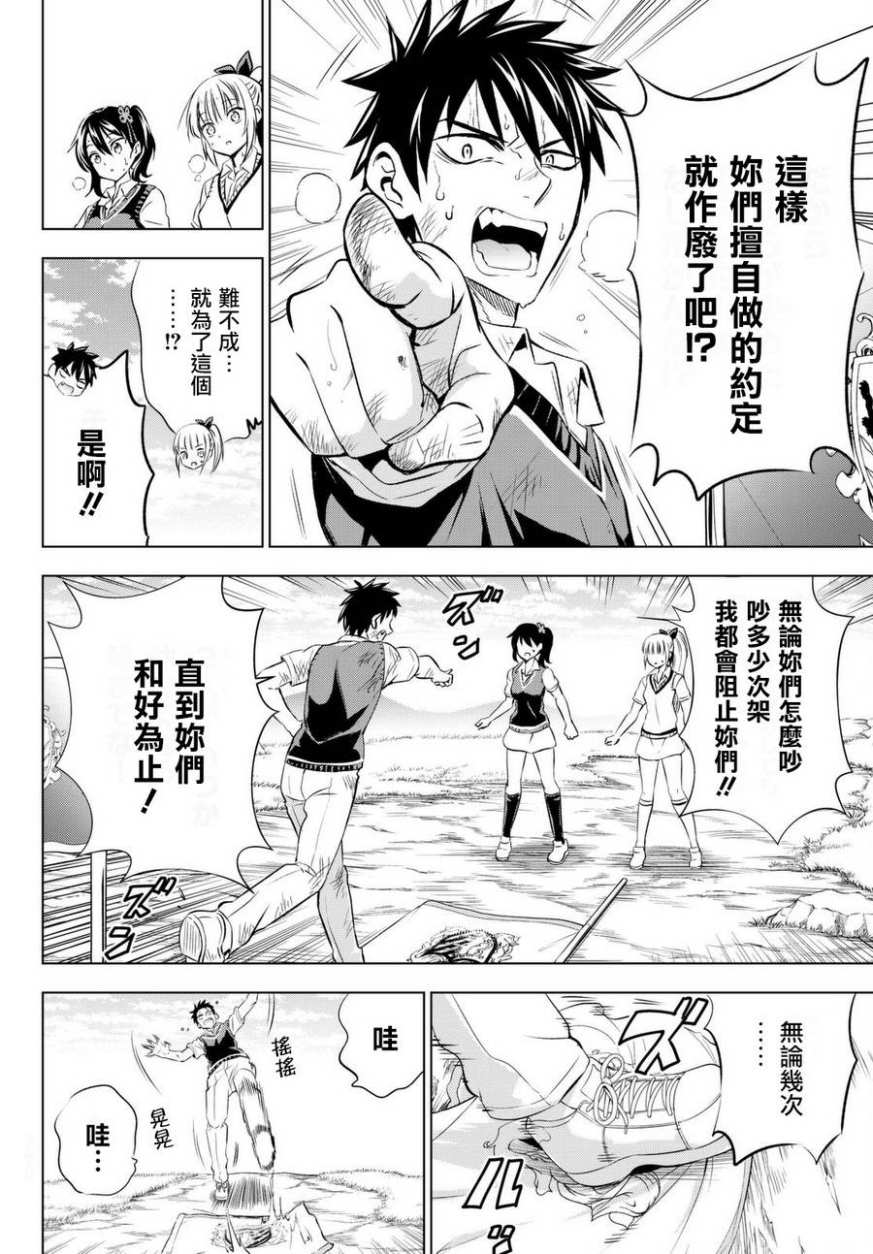 這樣
妳們擅自做的約定
就作廢了吧!?
難不成…
就為了這個
……!?
是啊!!
無論妳們怎麼吵
吵多少次架
我都會阻止妳們!!
ズン
直到妳們
和好為止！
ズン
無論幾次
……
ズ
ルル
哇
搖搖
晃晃
哇…